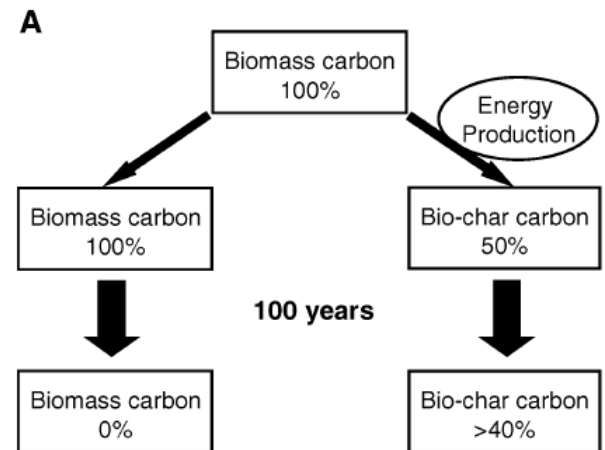 A
Biomass carbon
100%
Energy
Production
Biomass carbon
100%
Bio-char carbon
50%
100 years
Biomass carbon
0%
Bio-char carbon
>40%